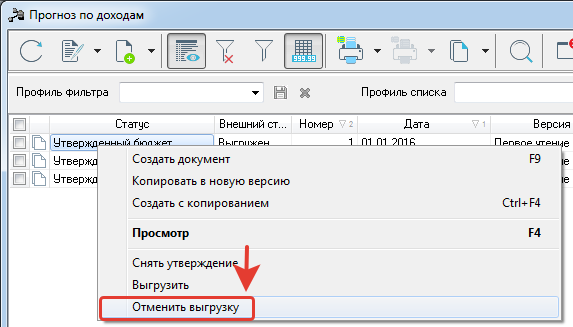 Прогноз по доходам
Профиль фильтра
Профиль списка
Статус Внешний ст... Номер 2 Дата 1 Версия
Утвержденный бюджет Выгружен 1 01.01.2016 Первое чтение
Утвержд
Утвержд
Создать документ F9
Копировать в новую версию
Создать с копированием Ctrl+F4
Просмотр F4
Снять утверждение
Выгрузить
Отменить выгрузку